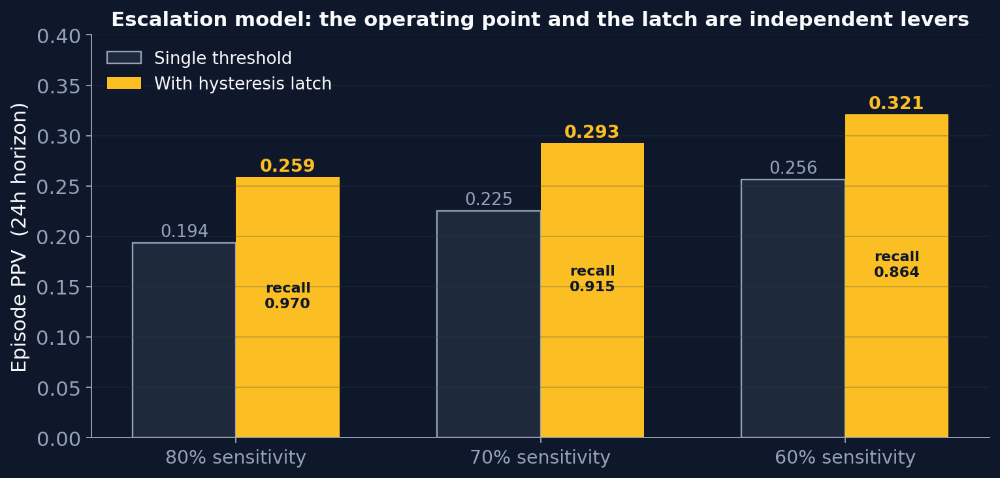 Escalation model: the operating point and the latch are independent levers
Single threshold
With hysteresis latch
Episode PPV (24h horizon)
0.40
0.35
0.30
0.25
0.20
0.15
0.10
0.05
0.00
0.194
0.259
recall
0.970
0.225
0.293
recall
0.915
0.256
0.321
recall
0.864
80% sensitivity
70% sensitivity
60% sensitivity